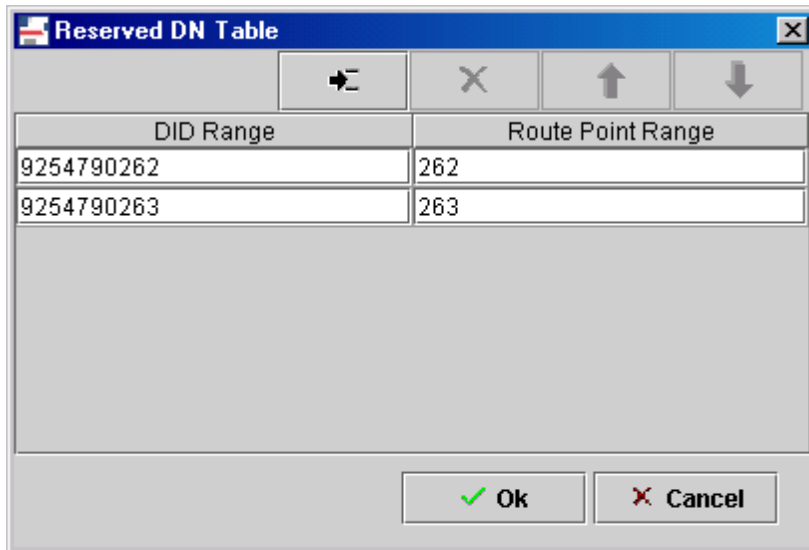 Reserved DN Table
DID Range Route Point Range
9254790262 262
9254790263 263
Ok Cancel